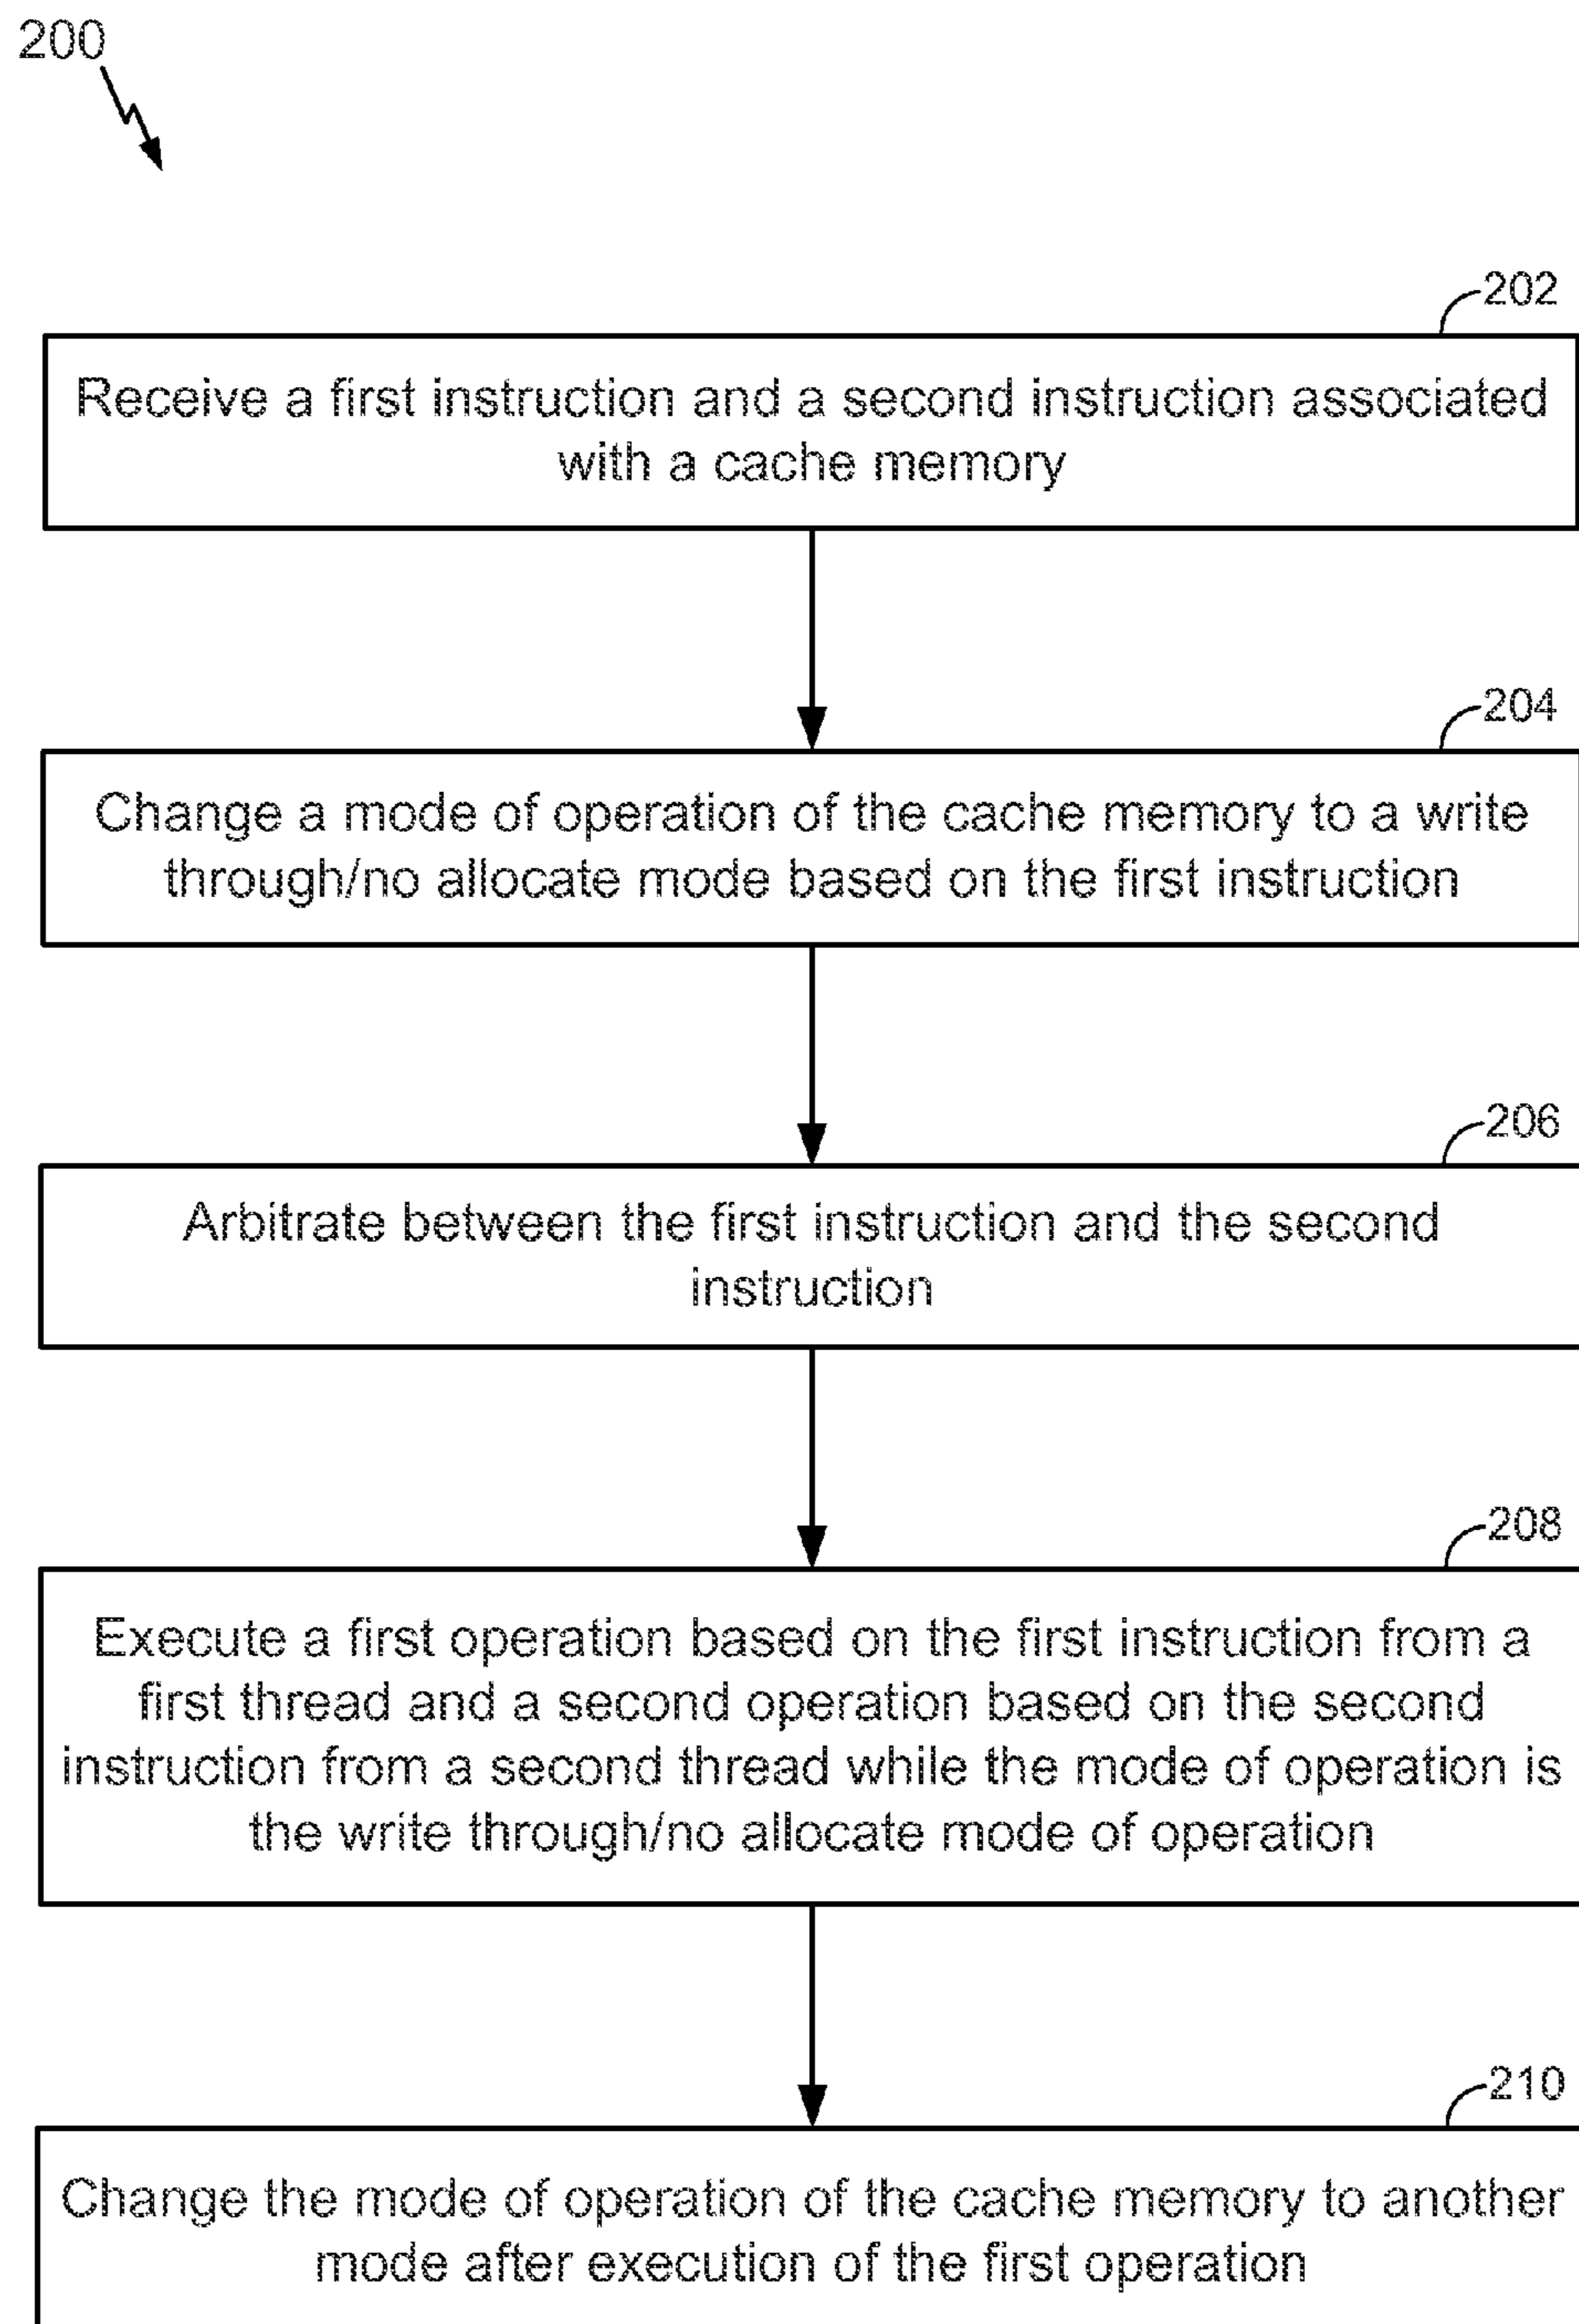 200
202
Receive a first instruction and a second instruction associated
with a cache memory
204
Change a mode of operation of the cache memory to a write
through/no allocate mode based on the first instruction
206
Arbitrate between the first instruction and the second
instruction
208
Execute a first operation based on the first instruction from a
first thread and a second operation based on the second
instruction from a second thread while the mode of operation is
the write through/no allocate mode of operation
210
Change the mode of operation of the cache memory to another
mode after execution of the first operation